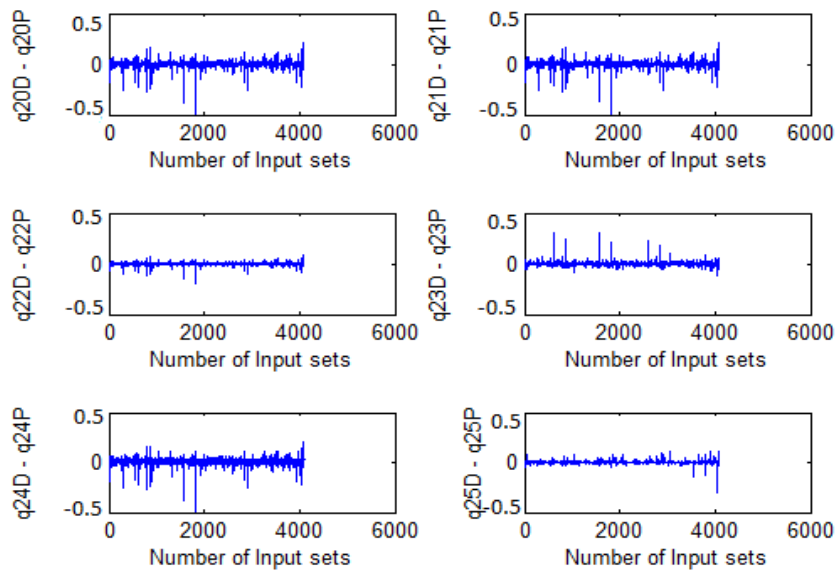 q20D - q20P
0.5
0
-0.5
0 2000 4000 6000
Number of Input sets
q21D - q21P
0.5
0
-0.5
0 2000 4000 6000
Number of Input sets
q22D - q22P
0.5
0
-0.5
0 2000 4000 6000
Number of Input sets
q23D - q23P
0.5
0
-0.5
0 2000 4000 6000
Number of Input sets
q24D - q24P
0.5
0
-0.5
0 2000 4000 6000
Number of Input sets
q25D - q25P
0.5
0
-0.5
0 2000 4000 6000
Number of Input sets